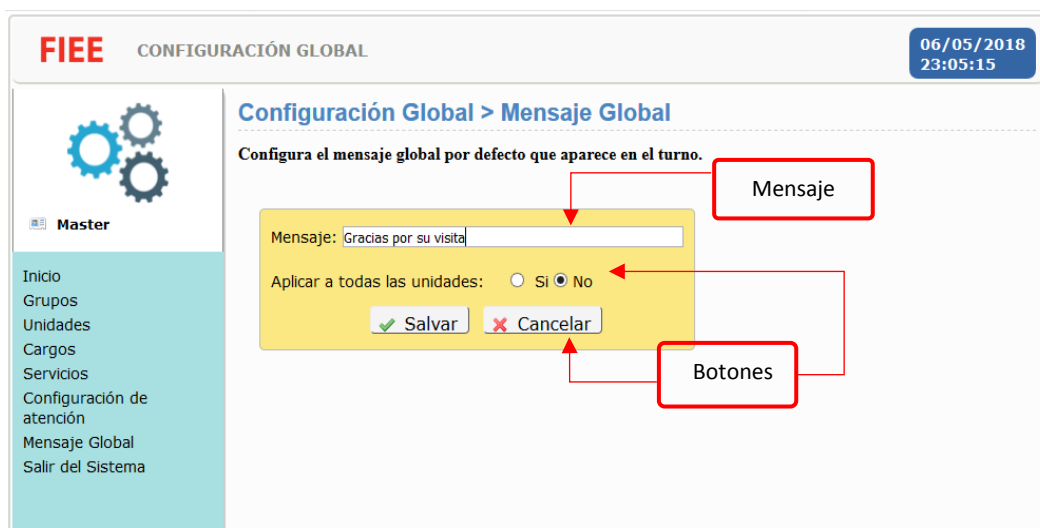 FIEE CONFIGURACIÓN GLOBAL
06/05/2018
23:05:15
Master
Inicio
Grupos
Unidades
Cargos
Servicios
Configuración de
atención
Mensaje Global
Salir del Sistema
Configuración Global > Mensaje Global
Configura el mensaje global por defecto que aparece en el turno.
Mensaje
Mensaje: Gracias por su visita
Aplicar a todas las unidades: Si No
Salvar Cancelar
Botones